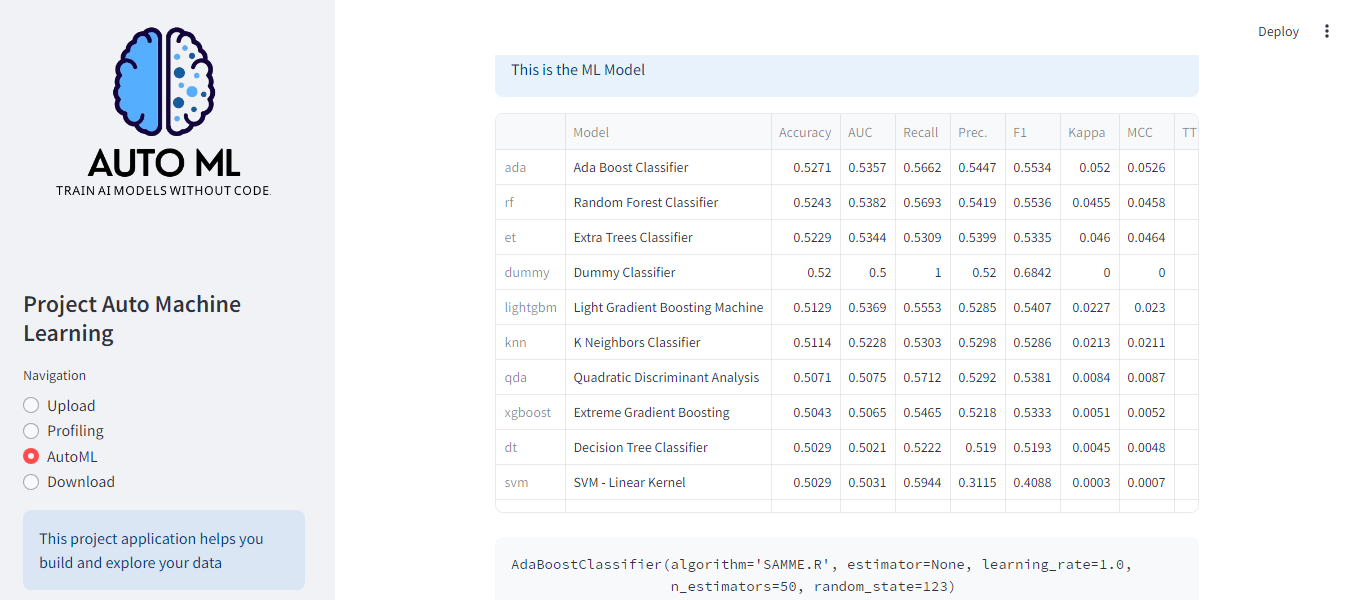 AUTO ML
TRAIN AI MODELS WITHOUT CODE.
Project Auto Machine
Learning
Navigation
Upload
Profiling
AutoML
Download
This project application helps you
build and explore your data
Deploy
This is the ML Model
Model Accuracy AUC Recall Prec. F1 Kappa MCC TT
ada Ada Boost Classifier 0.5271 0.5357 0.5662 0.5447 0.5534 0.052 0.0526
rf Random Forest Classifier 0.5243 0.5382 0.5693 0.5419 0.5536 0.0455 0.0458
et Extra Trees Classifier 0.5229 0.5344 0.5309 0.5399 0.5335 0.046 0.0464
dummy Dummy Classifier 0.52 0.5 1 0.52 0.6842 0 0
lightgbm Light Gradient Boosting Machine 0.5129 0.5369 0.5553 0.5285 0.5407 0.0227 0.023
knn K Neighbors Classifier 0.5114 0.5228 0.5303 0.5298 0.5286 0.0213 0.0211
qda Quadratic Discriminant Analysis 0.5071 0.5075 0.5712 0.5292 0.5381 0.0084 0.0087
xgboost Extreme Gradient Boosting 0.5043 0.5065 0.5465 0.5218 0.5333 0.0051 0.0052
dt Decision Tree Classifier 0.5029 0.5021 0.5222 0.519 0.5193 0.0045 0.0048
svm SVM - Linear Kernel 0.5029 0.5031 0.5944 0.3115 0.4088 0.0003 0.0007
AdaBoostClassifier(algorithm='SAMME.R', estimator=None, learning_rate=1.0,
n_estimators=50, random_state=123)